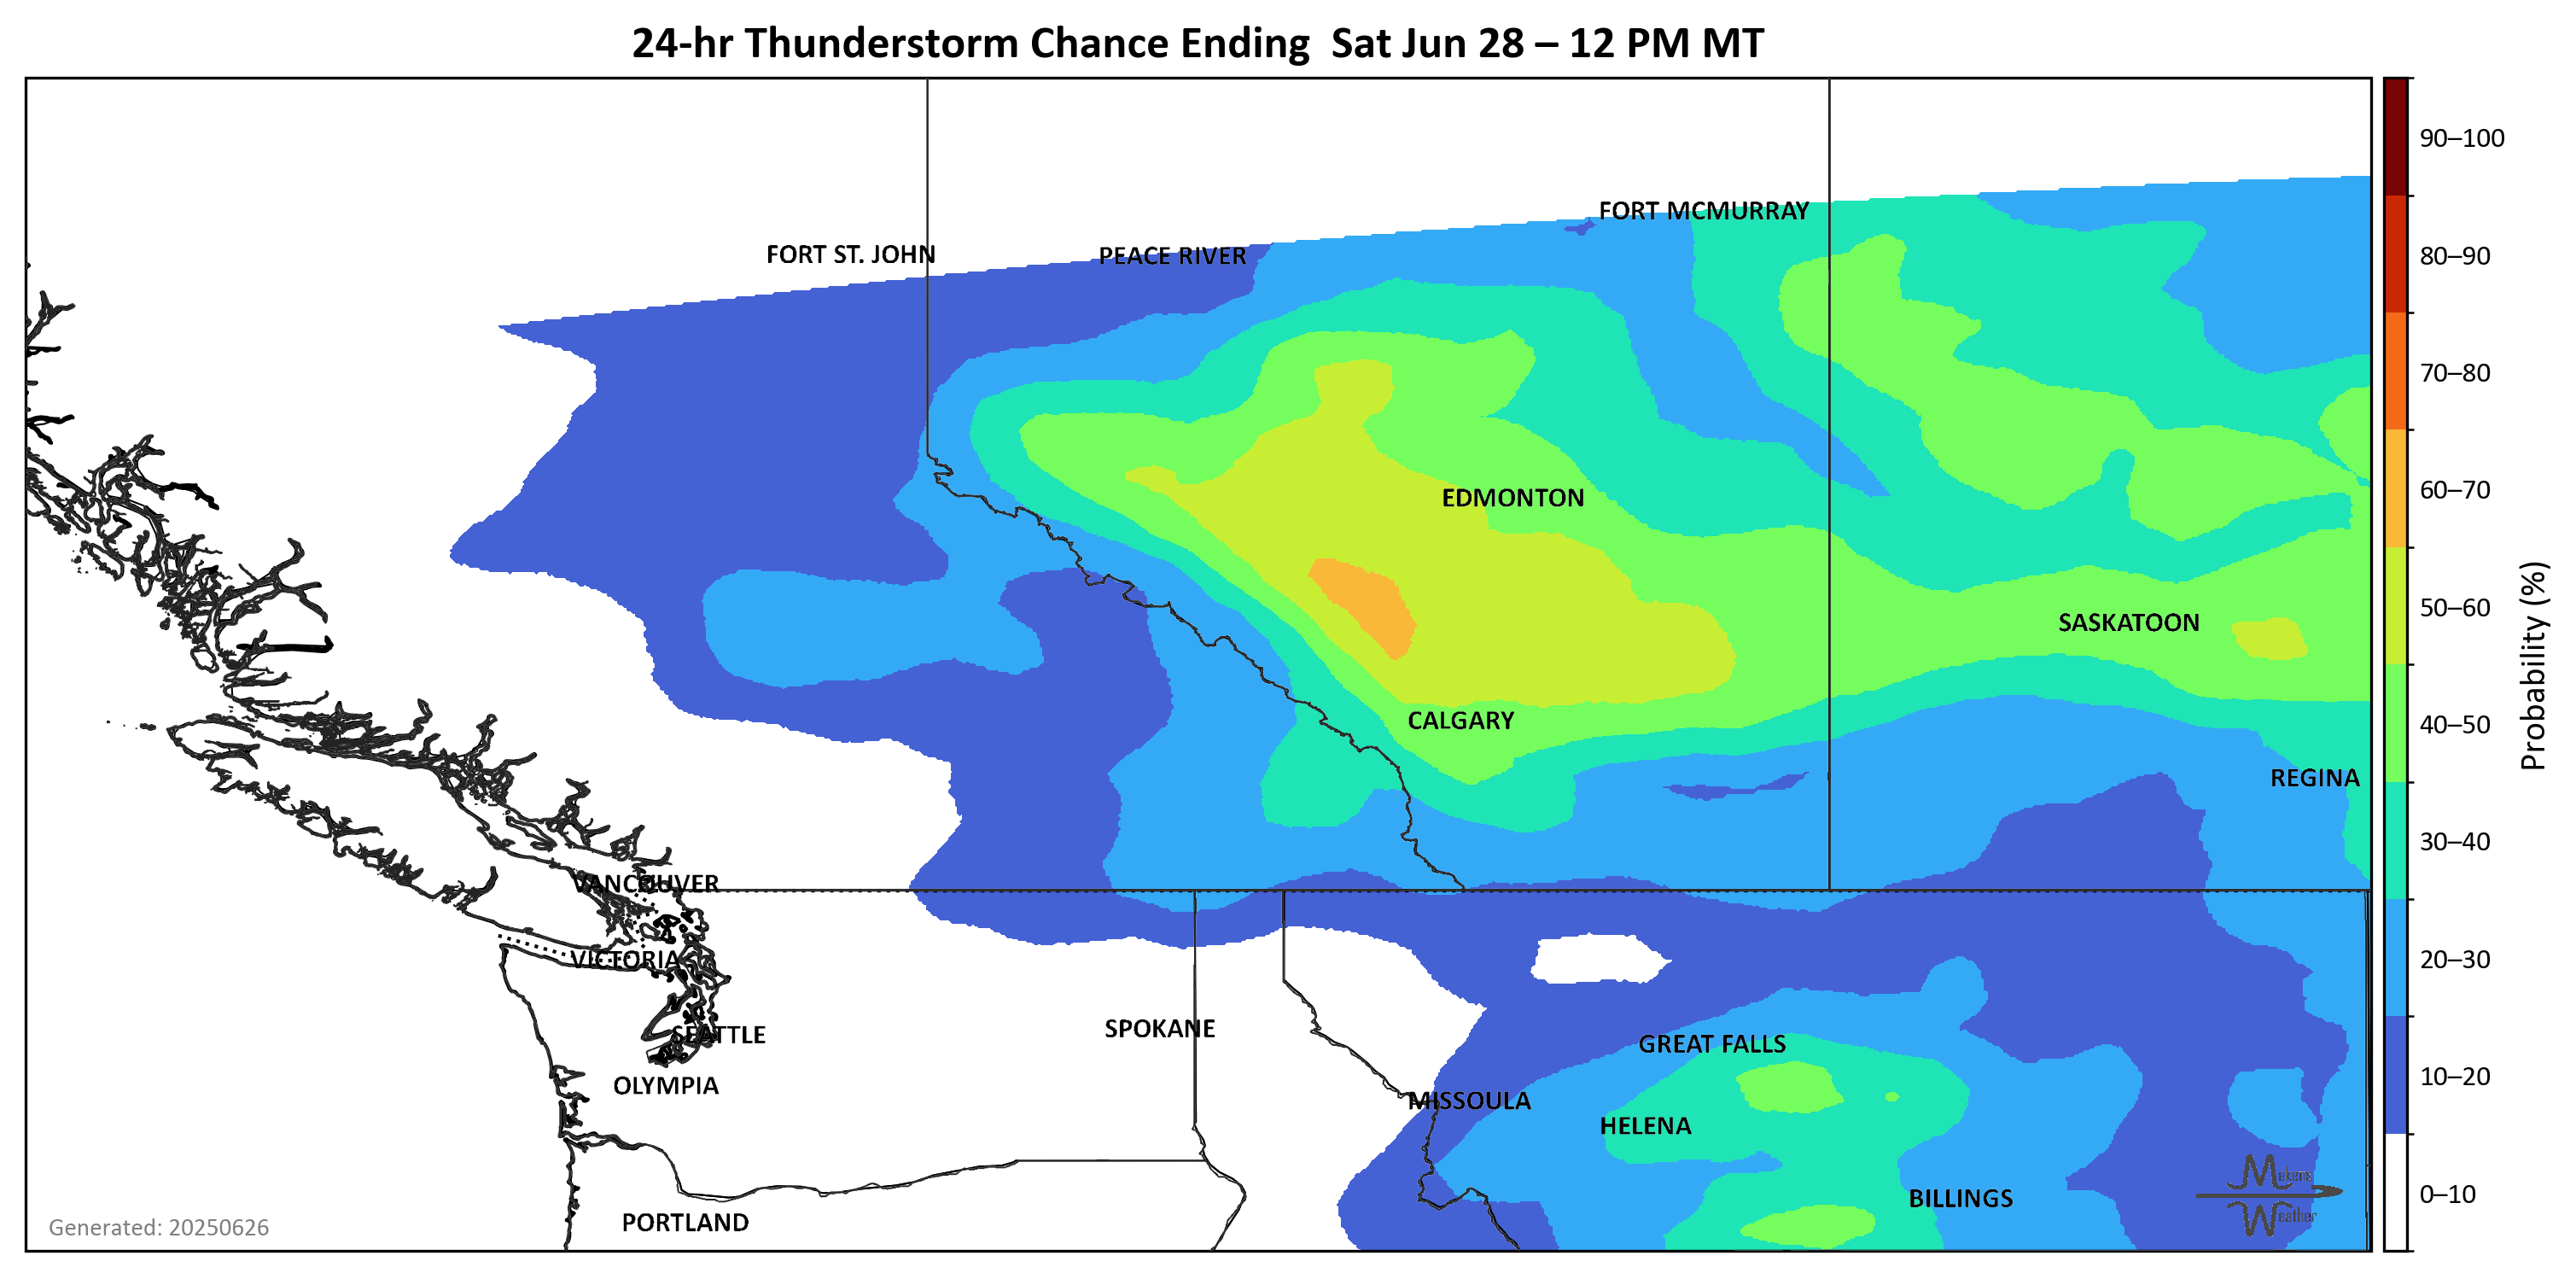 24-hr Thunderstorm Chance Ending  Sat Jun 28 – 12 PM MT
90–100
FORT MCMURRAY
FORT ST. JOHN
PEACE RIVER
80–90
70–80
60–70
EDMONTON
50–60
SASKATOON
CALGARY
40–50
Probability (%)
REGINA
30–40
VANCOUVER
VICTORIA
20–30
SPOKANE
SEATTLE
GREAT FALLS
OLYMPIA
10–20
MISSOULA
HELENA
Mekens
Weather
0–10
BILLINGS
PORTLAND
Generated: 20250626